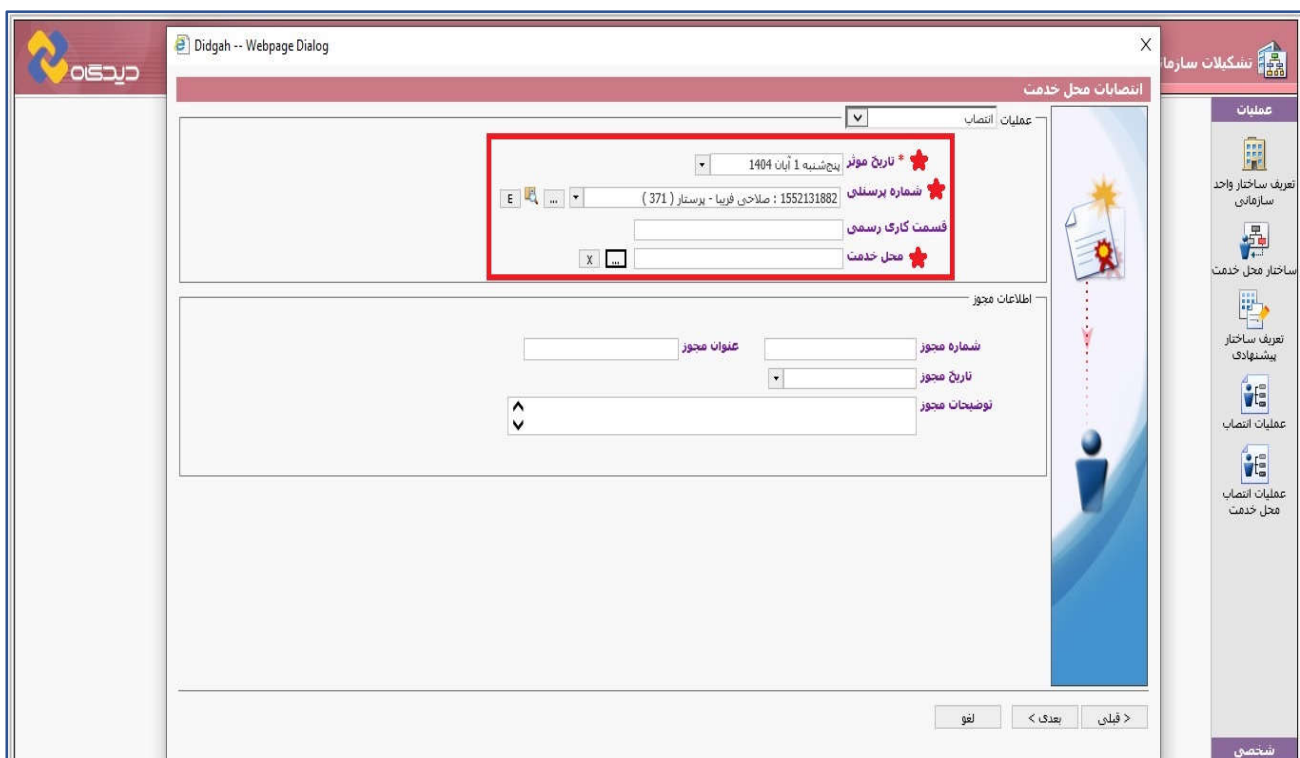 Didgah -- Webpage Dialog
X
دیدگاه
تشکیلات سازما
انتصابات محل خدمت
عملیات انتصاب
* تاریخ موثر پنج‌شنبه 1 آبان 1404
شماره پرسنلی 1552131882 : صلاحی فریبا - پرستار ( 371 ) ... E
قسمت کاری رسمی
محل خدمت ... X
اطلاعات مجوز
شماره مجوز عنوان مجوز
تاریخ مجوز
توضیحات مجوز
< قبلی بعدی > لغو
عملیات
تعریف ساختار واحد
سازمانی
ساختار محل خدمت
تعریف ساختار
پیشنهادی
عملیات انتصاب
عملیات انتصاب
محل خدمت
شخصی